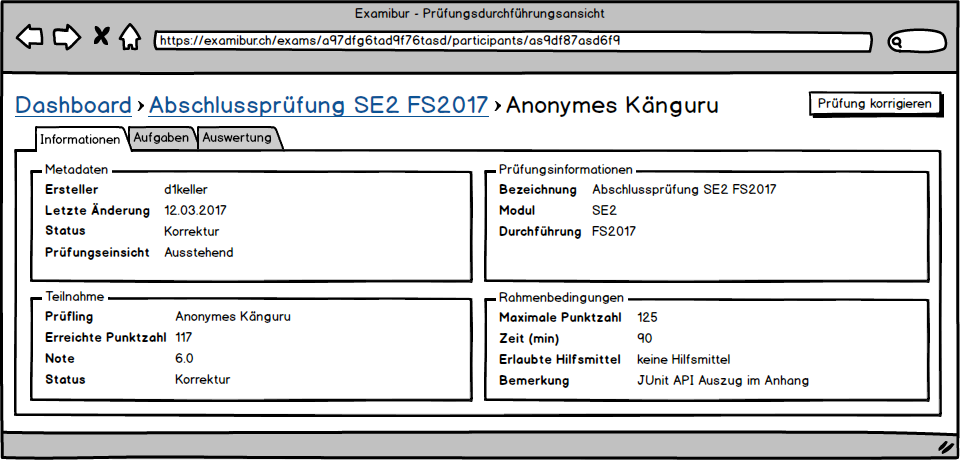 Examibur - Prüfungsdurchführungsansicht
https://examibur.ch/exams/a97dfg6tad9f76tasd/participants/as9df87asd6f9
Dashboard › Abschlussprüfung SE2 FS2017 › Anonymes Känguru
Prüfung korrigieren
Informationen Aufgaben Auswertung
Metadaten
Ersteller d1keller
Letzte Änderung 12.03.2017
Status Korrektur
Prüfungseinsicht Ausstehend
Prüfungsinformationen
Bezeichnung Abschlussprüfung SE2 FS2017
Modul SE2
Durchführung FS2017
Teilnahme
Prüfling Anonymes Känguru
Erreichte Punktzahl 117
Note 6.0
Status Korrektur
Rahmenbedingungen
Maximale Punktzahl 125
Zeit (min) 90
Erlaubte Hilfsmittel keine Hilfsmittel
Bemerkung JUnit API Auszug im Anhang